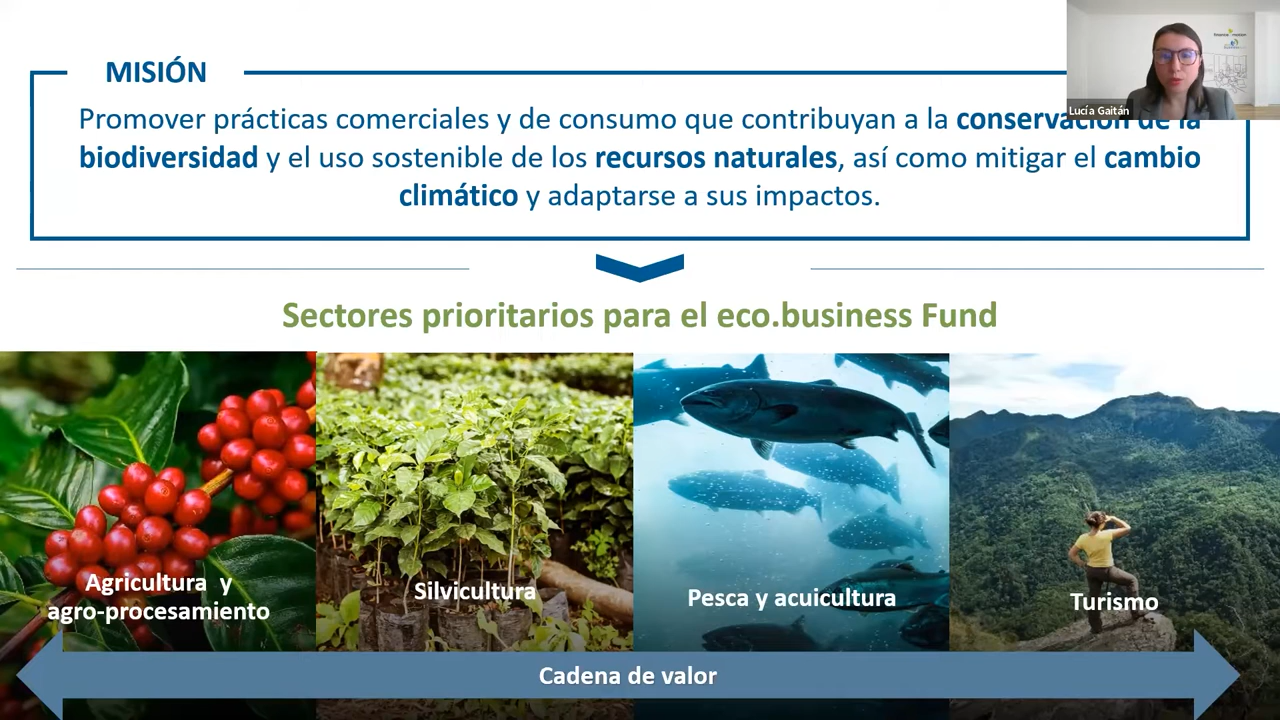 MISIÓN
Promover prácticas comerciales y de consumo que contribuyan a la conservación de la
biodiversidad y el uso sostenible de los recursos naturales, así como mitigar el cambio
climático y adaptarse a sus impactos.
Lucía Gaitán
Sectores prioritarios para el eco.business Fund
Agricultura y
agro-procesamiento
Silvicultura
Pesca y acuicultura
Turismo
Cadena de valor